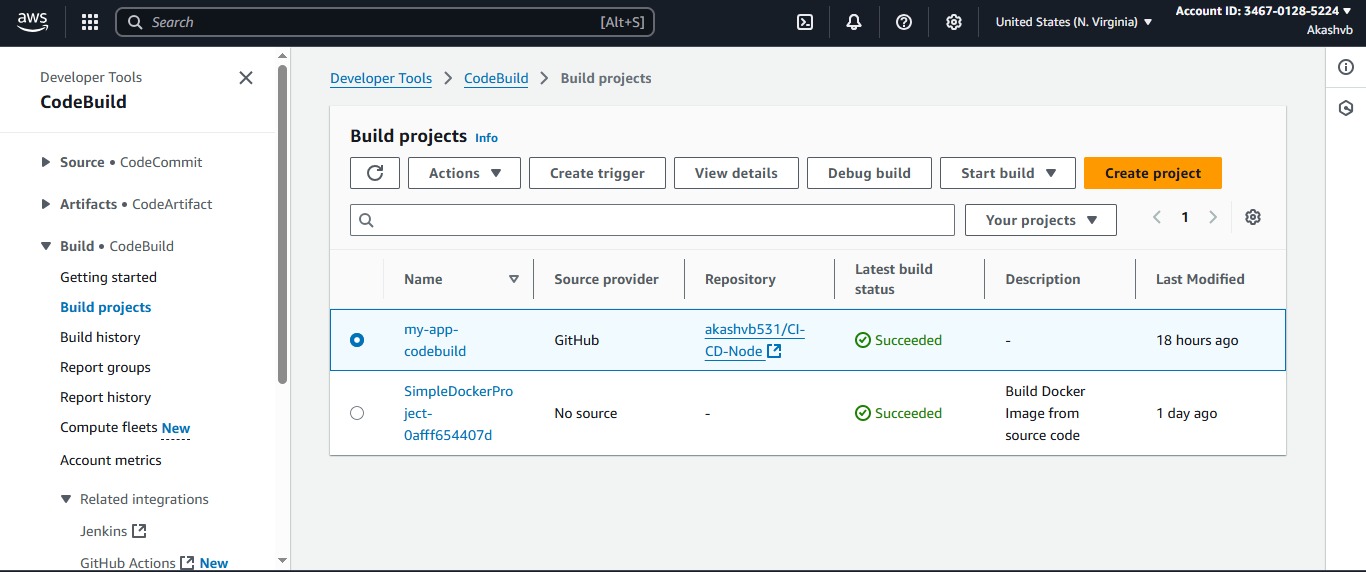 aws
Search
[Alt+S]
United States (N. Virginia)
Account ID: 3467-0128-5224
Akashvb
Developer Tools
CodeBuild
Source • CodeCommit
Artifacts • CodeArtifact
Build • CodeBuild
Getting started
Build projects
Build history
Report groups
Report history
Compute fleets New
Account metrics
Related integrations
Jenkins
GitHub Actions New
Developer Tools
CodeBuild
Build projects
Build projects Info
Actions
Create trigger
View details
Debug build
Start build
Create project
Your projects
1
Name
Source provider
Repository
Latest build
status
Description
Last Modified
my-app-
codebuild
GitHub
akashvb531/CI-
CD-Node
Succeeded
-
18 hours ago
SimpleDockerPro
ject-
0afff654407d
No source
-
Succeeded
Build Docker
Image from
source code
1 day ago